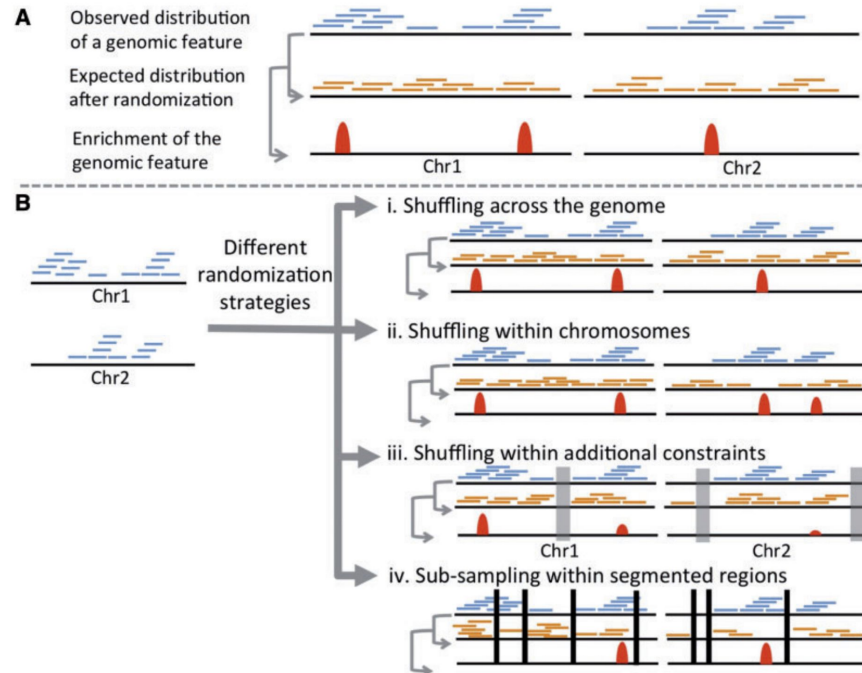 A
Observed distribution
of a genomic feature
Expected distribution
after randomization
Enrichment of the
genomic feature
Chr1
Chr2
B
Chr1
Chr2
Different
randomization
strategies
i. Shuffling across the genome
ii. Shuffling within chromosomes
iii. Shuffling within additional constraints
Chr1
Chr2
iv. Sub-sampling within segmented regions